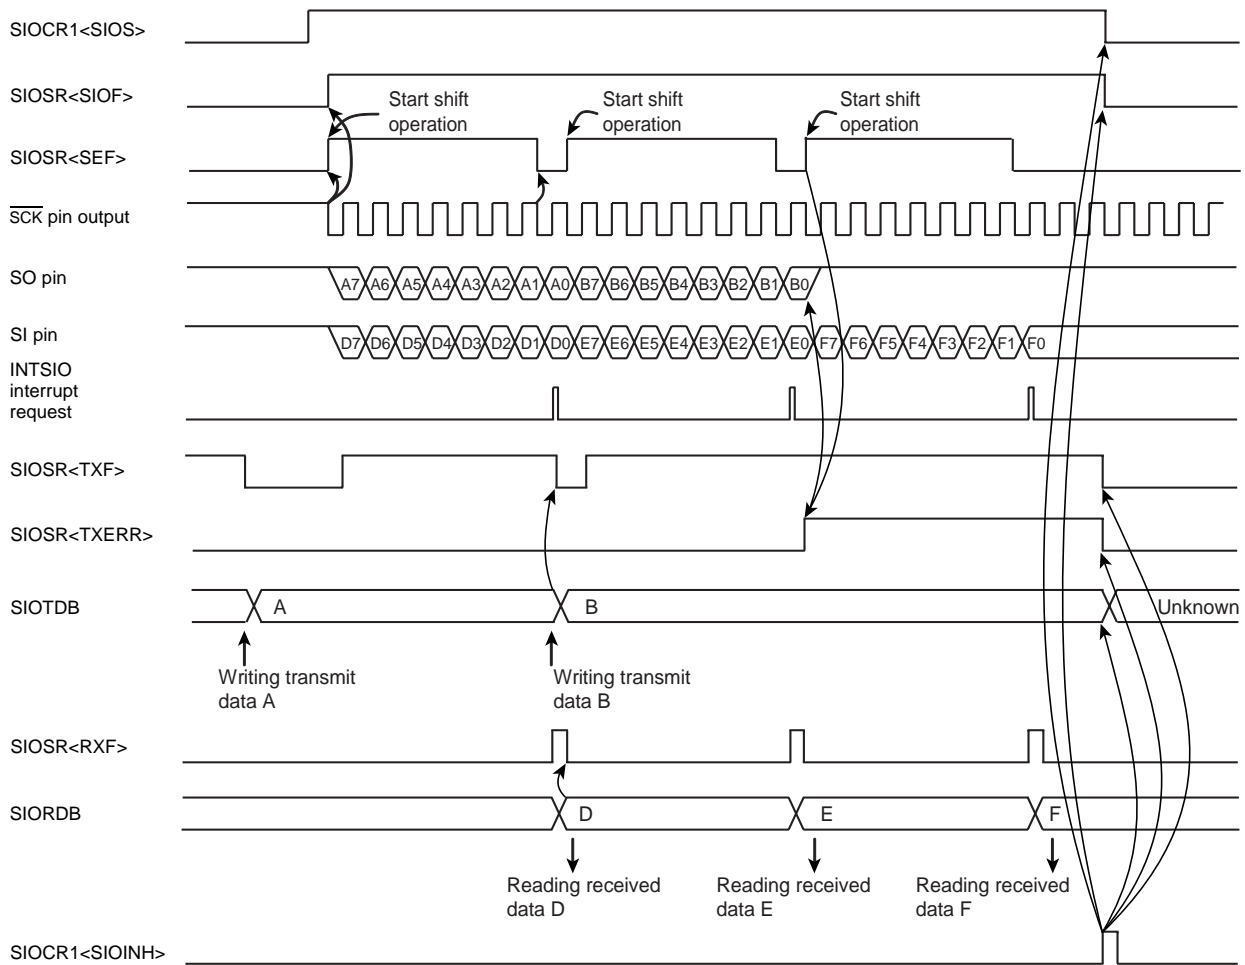 SIOCR1<SIOS>
SIOSR<SIOF>
Start shift operation
Start shift operation
Start shift operation
SIOSR<SEF>
SCK pin output
SO pin
A7 A6 A5 A4 A3 A2 A1 A0 B7 B6 B5 B4 B3 B2 B1 B0
SI pin
D7 D6 D5 D4 D3 D2 D1 D0 E7 E6 E5 E4 E3 E2 E1 E0 F7 F6 F5 F4 F3 F2 F1 F0
INTSIO
interrupt
request
SIOSR<TXF>
SIOSR<TXERR>
SIOTDB
A
B
Unknown
Writing transmit
data A
Writing transmit
data B
SIOSR<RXF>
SIORDB
D
E
F
Reading received
data D
Reading received
data E
Reading received
data F
SIOCR1<SIOINH>